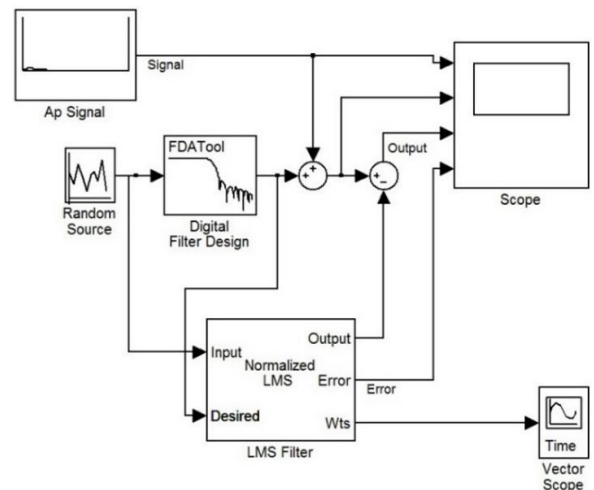 Signal
Ap Signal
Scope
Random
Source
FDATool
Digital
Filter Design
+
+
+
−
Output
Input
Desired
Normalized
LMS
Output
Error
Wts
LMS Filter
Error
Time
Vector
Scope